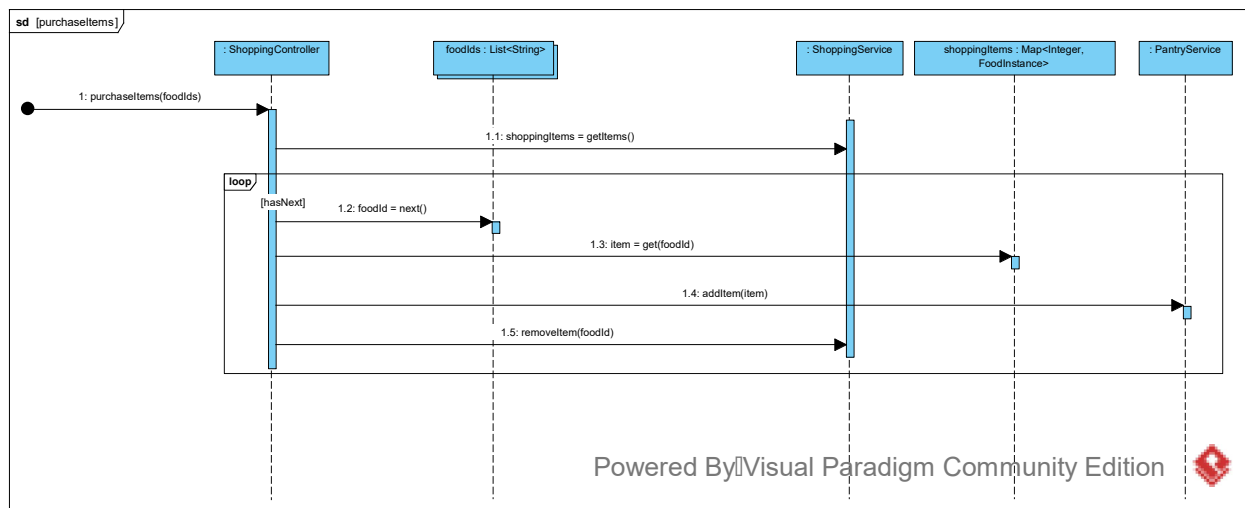 sd [purchaseItems]
: ShoppingController
foodIds : List<String>
: ShoppingService
shoppingItems : Map<Integer,
FoodInstance>
: PantryService
1: purchaseItems(foodIds)
1.1: shoppingItems = getItems()
loop
[hasNext]
1.2: foodId = next()
1.3: item = get(foodId)
1.4: addItem(item)
1.5: removeItem(foodId)
Powered By Visual Paradigm Community Edition